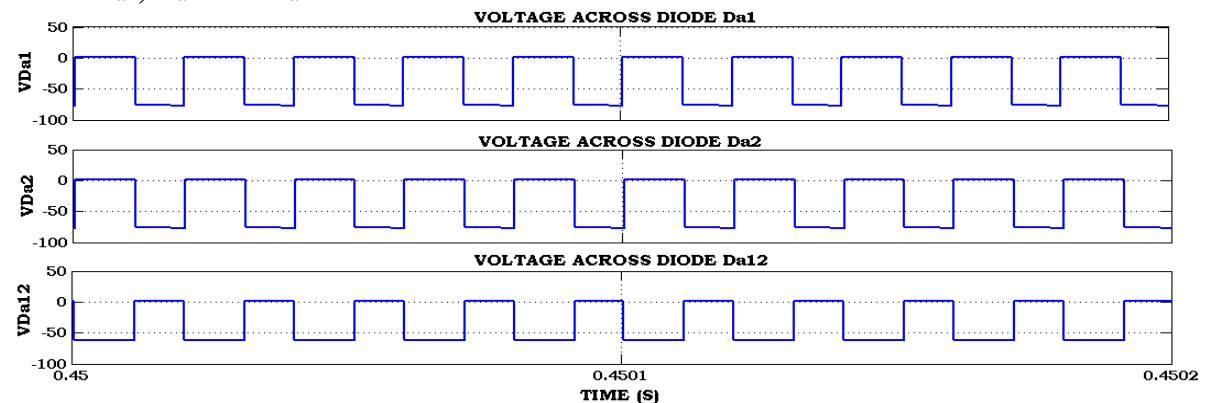 VOLTAGE ACROSS DIODE Da1
50
0
-50
-100
VDa1
VOLTAGE ACROSS DIODE Da2
50
0
-50
-100
VDa2
VOLTAGE ACROSS DIODE Da12
50
0
-50
-100
VDa12
0.45 0.4501 0.4502
TIME (S)